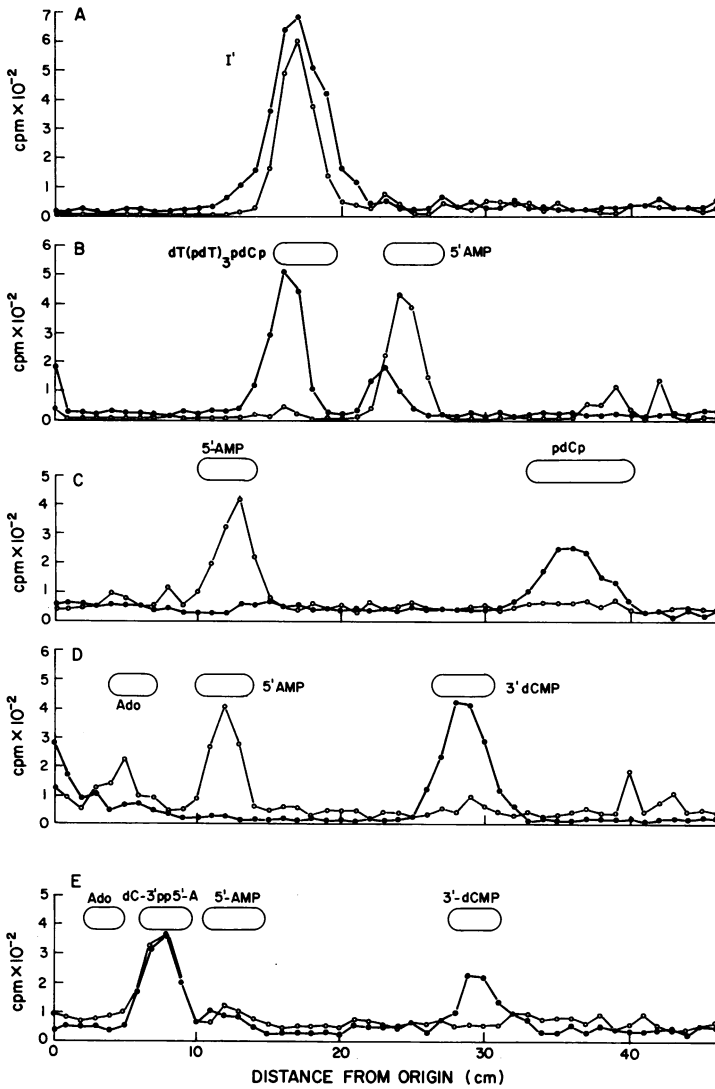 A
cpm×10⁻²
7
6
5
4
3
2
1
0
I'
20
40
B
cpm×10⁻²
6
5
4
3
2
1
0
dT(pdT)₃pdCp
5'AMP
C
cpm×10⁻²
5
4
3
2
1
0
5'-AMP
pdCp
D
cpm×10⁻²
6
5
4
3
2
1
0
Ado
5'AMP
3'dCMP
E
cpm×10⁻²
5
4
3
2
1
0
Ado
dC-3'pp5'-A
5'-AMP
3'-dCMP
0
10
20
30
40
DISTANCE FROM ORIGIN (cm)